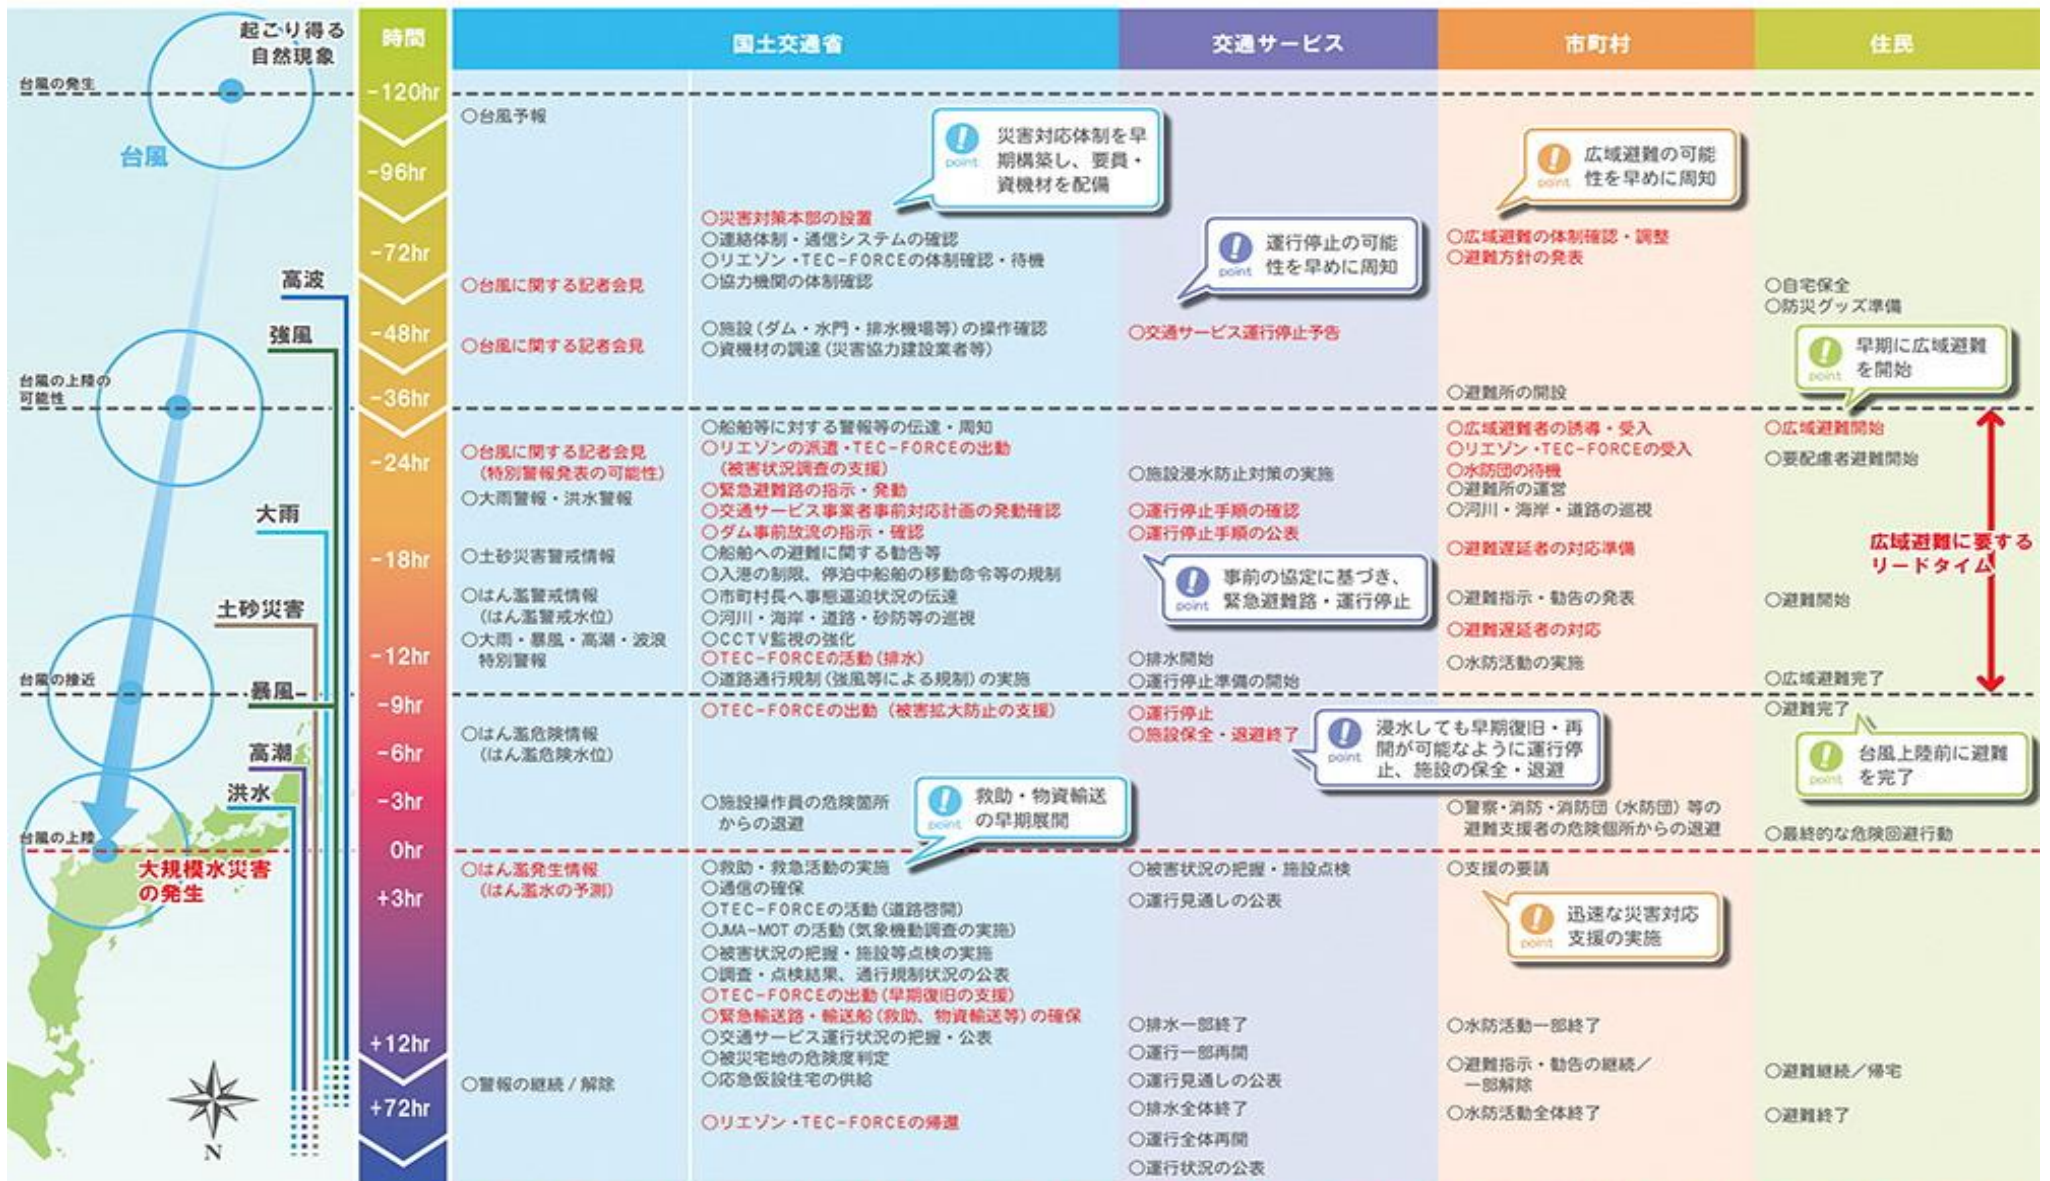 起こり得る
自然現象
時間
国土交通省
交通サービス
市町村
住民
台風の発生
台風
高波
強風
台風の上陸の
可能性
大雨
土砂災害
台風の接近
暴風
高潮
洪水
台風の上陸
大規模水災害
の発生
N
-120hr
-96hr
-72hr
-48hr
-36hr
-24hr
-18hr
-12hr
-9hr
-6hr
-3hr
0hr
+3hr
+12hr
+72hr
○台風予報
○台風に関する記者会見
○台風に関する記者会見
○台風に関する記者会見
(特別警報発表の可能性)
○大雨警報・洪水警報
○土砂災害警戒情報
○はん濫警戒情報
(はん濫警戒水位)
○大雨・暴風・高潮・波浪
特別警報
○はん濫危険情報
(はん濫危険水位)
○はん濫発生情報
(はん濫水の予測)
○警報の継続/解除
! point
災害対応体制を早
期構築し、要員・
資機材を配備
○災害対策本部の設置
○連絡体制・通信システムの確認
○リエゾン・TEC-FORCEの体制確認・待機
○協力機関の体制確認
○施設(ダム・水門・排水機場等)の操作確認
○資機材の調達(災害協力建設業者等)
○船舶等に対する警報等の伝達・周知
○リエゾンの派遣・TEC-FORCEの出動
(被害状況調査の支援)
○緊急避難路の指示・発動
○交通サービス事業者事前対応計画の発動確認
○ダム事前放流の指示・確認
○船舶への避難に関する勧告等
○入港の制限、停泊中船舶の移動命令等の規制
○市町村長へ事態逼迫状況の伝達
○河川・海岸・道路・砂防等の巡視
○CCTV監視の強化
○TEC-FORCEの活動(排水)
○道路通行規制(強風等による規制)の実施
○TEC-FORCEの出動(被害拡大防止の支援)
○施設操作員の危険箇所
からの退避
! point
救助・物資輸送
の早期展開
○救助・救急活動の実施
○通信の確保
○TEC-FORCEの活動(道路啓開)
○JMA-MOTの活動(気象機動調査の実施)
○被害状況の把握・施設等点検の実施
○調査・点検結果、通行規制状況の公表
○TEC-FORCEの出動(早期復旧の支援)
○緊急輸送路・輸送船(救助、物資輸送等)の確保
○交通サービス運行状況の把握・公表
○被災宅地の危険度判定
○応急仮設住宅の供給
○リエゾン・TEC-FORCEの帰還
! point
運行停止の可能
性を早めに周知
○交通サービス運行停止予告
○施設浸水防止対策の実施
○運行停止手順の確認
○運行停止手順の公表
! point
事前の協定に基づき、
緊急避難路・運行停止
○排水開始
○運行停止準備の開始
○運行停止
○施設保全・退避終了
! point
浸水しても早期復旧・再
開が可能なように運行停
止、施設の保全・退避
○被害状況の把握・施設点検
○運行見通しの公表
○排水一部終了
○運行一部再開
○運行見通しの公表
○排水全体終了
○運行全体再開
○運行状況の公表
! point
広域避難の可能
性を早めに周知
○広域避難の体制確認・調整
○避難方針の発表
○避難所の開設
○広域避難者の誘導・受入
○リエゾン・TEC-FORCEの受入
○水防団の待機
○避難所の運営
○河川・海岸・道路の巡視
○避難遅延者の対応準備
○避難指示・勧告の発表
○避難遅延者の対応
○水防活動の実施
○警察・消防・消防団(水防団)等の
避難支援者の危険個所からの退避
○支援の要請
! point
迅速な災害対応
支援の実施
○水防活動一部終了
○避難指示・勧告の継続/
一部解除
○水防活動全体終了
○自宅保全
○防災グッズ準備
! point
早期に広域避難
を開始
○広域避難開始
○要配慮者避難開始
広域避難に要する
リードタイム
○避難開始
○広域避難完了
○避難完了
! point
台風上陸前に避難
を完了
○最終的な危険回避行動
○避難継続/帰宅
○避難終了